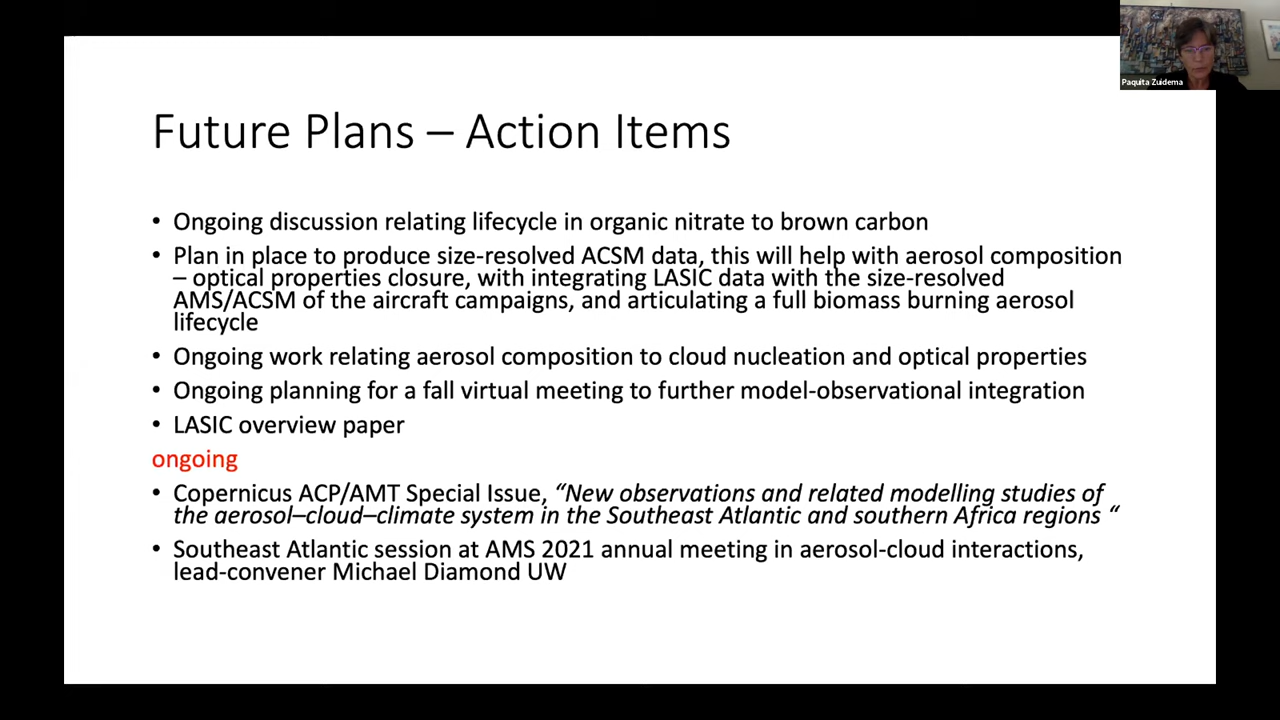 Paquita Zuidema
Future Plans – Action Items
• Ongoing discussion relating lifecycle in organic nitrate to brown carbon
• Plan in place to produce size-resolved ACSM data, this will help with aerosol composition
– optical properties closure, with integrating LASIC data with the size-resolved
AMS/ACSM of the aircraft campaigns, and articulating a full biomass burning aerosol
lifecycle
• Ongoing work relating aerosol composition to cloud nucleation and optical properties
• Ongoing planning for a fall virtual meeting to further model-observational integration
• LASIC overview paper
ongoing
• Copernicus ACP/AMT Special Issue, “New observations and related modelling studies of
the aerosol–cloud–climate system in the Southeast Atlantic and southern Africa regions “
• Southeast Atlantic session at AMS 2021 annual meeting in aerosol-cloud interactions,
lead-convener Michael Diamond UW